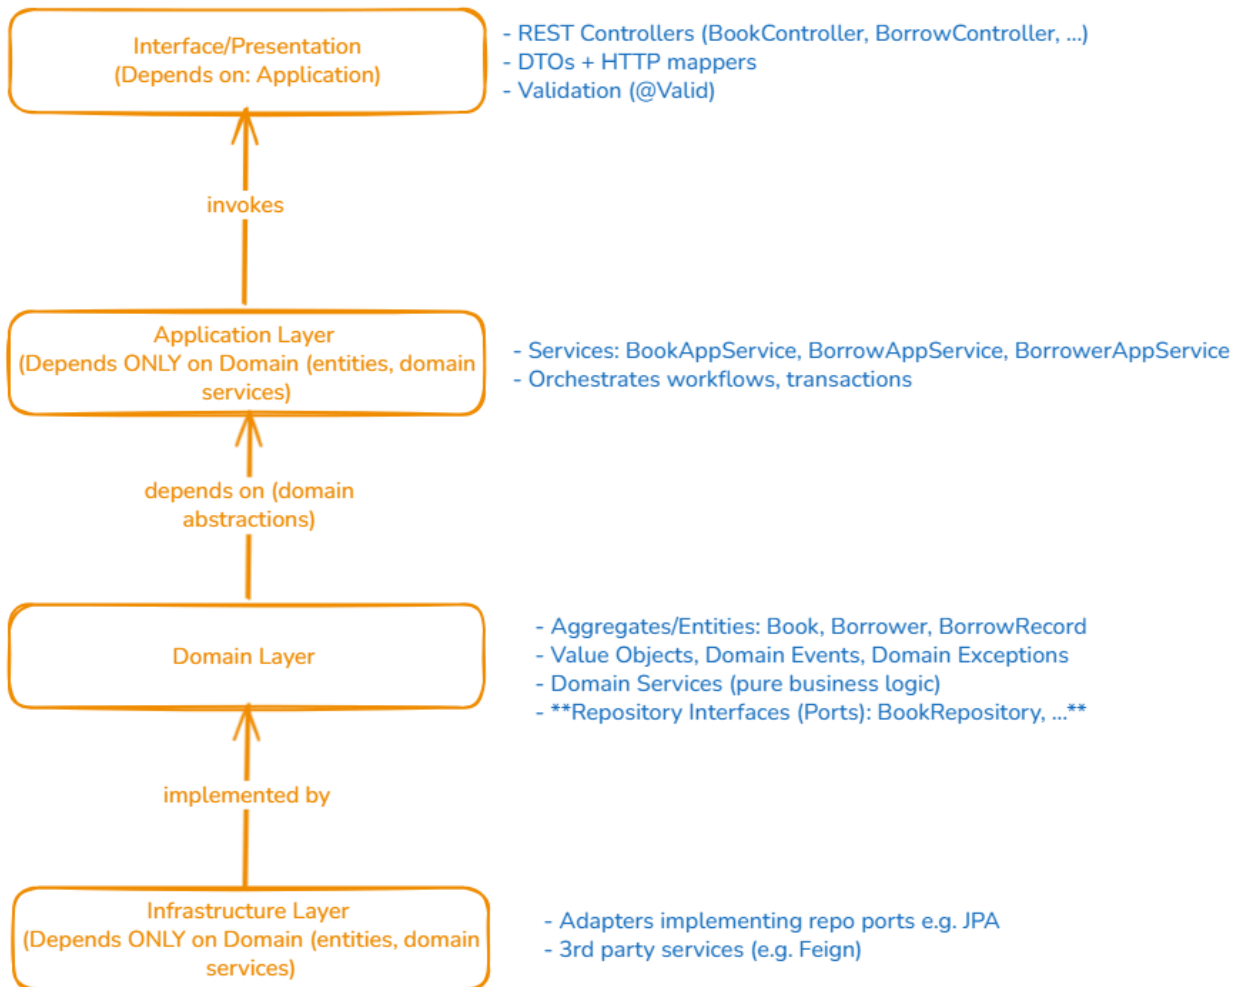 Interface/Presentation
(Depends on: Application)
- REST Controllers (BookController, BorrowController, ...)
- DTOs + HTTP mappers
- Validation (@Valid)
invokes
Application Layer
(Depends ONLY on Domain (entities, domain
services)
- Services: BookAppService, BorrowAppService, BorrowerAppService
- Orchestrates workflows, transactions
depends on (domain
abstractions)
Domain Layer
- Aggregates/Entities: Book, Borrower, BorrowRecord
- Value Objects, Domain Events, Domain Exceptions
- Domain Services (pure business logic)
- **Repository Interfaces (Ports): BookRepository, ...**
implemented by
Infrastructure Layer
(Depends ONLY on Domain (entities, domain
services)
- Adapters implementing repo ports e.g. JPA
- 3rd party services (e.g. Feign)